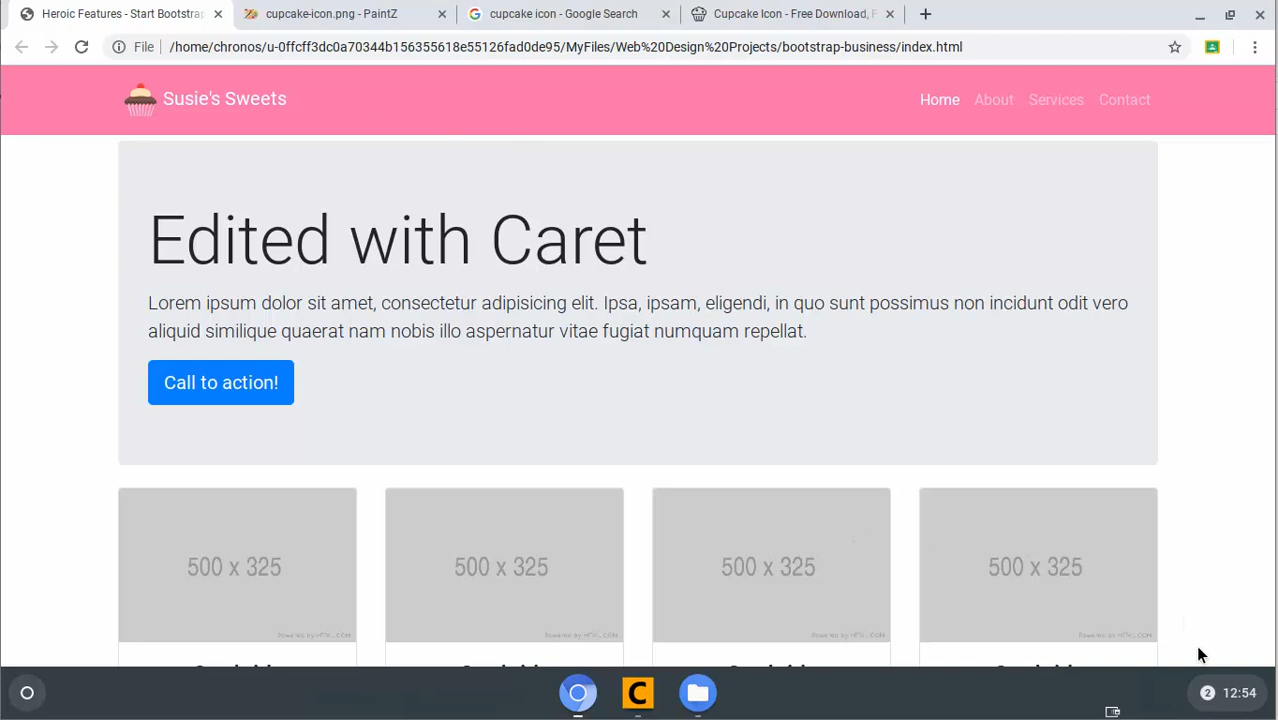 Heroic Features - Start Bootstrap
cupcake-icon.png - PaintZ
cupcake icon - Google Search
Cupcake Icon - Free Download, F
File
/home/chronos/u-0ffcff3dc0a70344b156355618e55126fad0de95/MyFiles/Web%20Design%20Projects/bootstrap-business/index.html
Susie's Sweets
Home About Services Contact
Edited with Caret
Lorem ipsum dolor sit amet, consectetur adipisicing elit. Ipsa, ipsam, eligendi, in quo sunt possimus non incidunt odit vero
aliquid similique quaerat nam nobis illo aspernatur vitae fugiat numquam repellat.
Call to action!
500 x 325
500 x 325
500 x 325
500 x 325
C
2 12:54